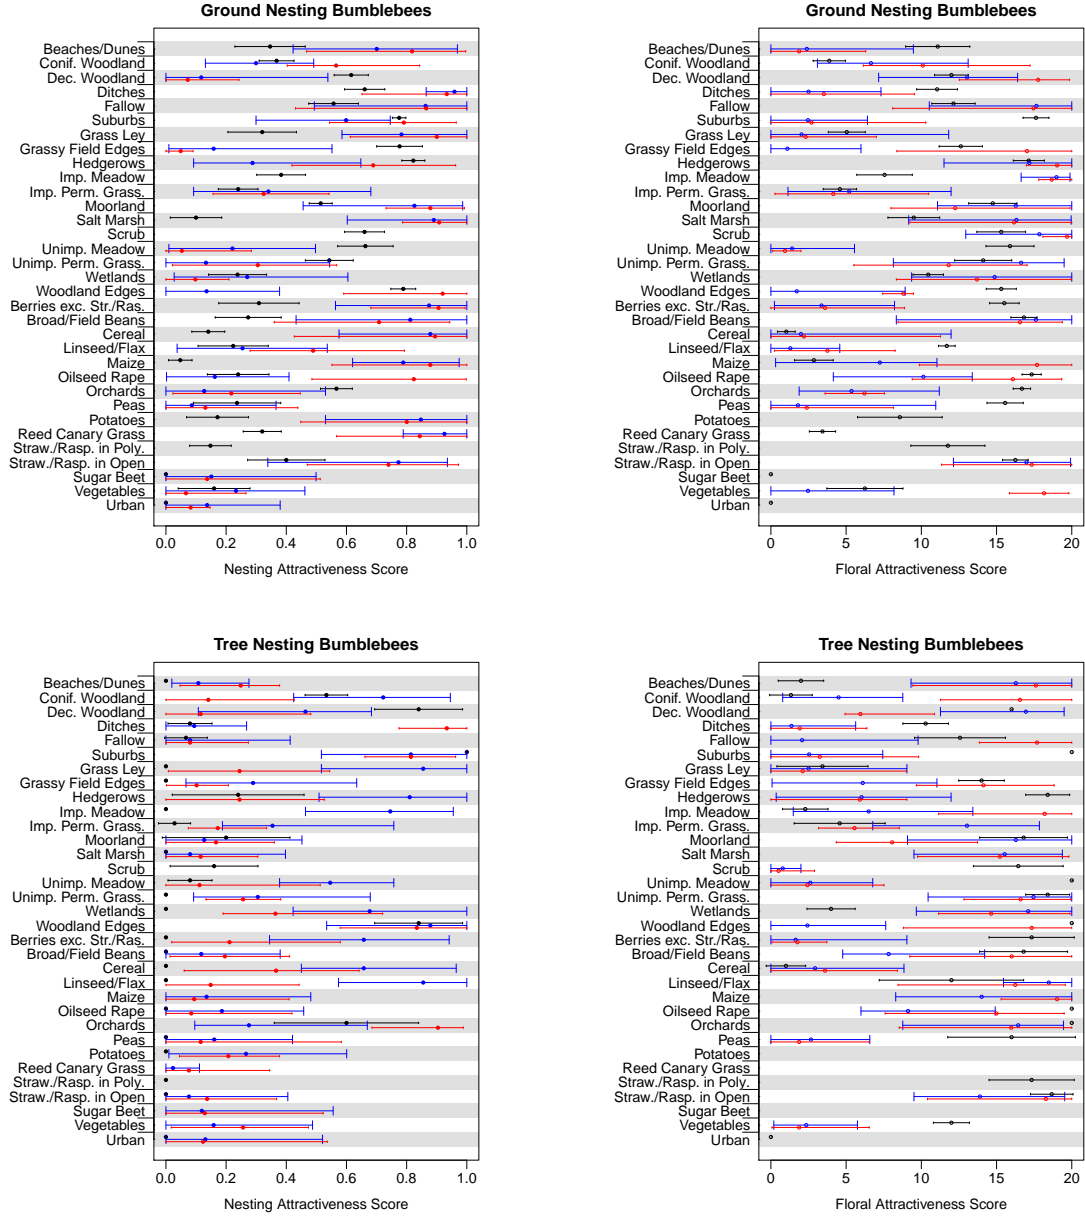 Ground Nesting Bumblebees
Beaches/Dunes
Conif. Woodland
Dec. Woodland
Ditches
Fallow
Suburbs
Grass Ley
Grassy Field Edges
Hedgerows
Imp. Meadow
Imp. Perm. Grass.
Moorland
Salt Marsh
Scrub
Unimp. Meadow
Unimp. Perm. Grass.
Wetlands
Woodland Edges
Berries exc. Str./Ras.
Broad/Field Beans
Cereal
Linseed/Flax
Maize
Oilseed Rape
Orchards
Peas
Potatoes
Reed Canary Grass
Straw./Rasp. in Poly.
Straw./Rasp. in Open
Sugar Beet
Vegetables
Urban
0.0 0.2 0.4 0.6 0.8 1.0
Nesting Attractiveness Score
Ground Nesting Bumblebees
Beaches/Dunes
Conif. Woodland
Dec. Woodland
Ditches
Fallow
Suburbs
Grass Ley
Grassy Field Edges
Hedgerows
Imp. Meadow
Imp. Perm. Grass.
Moorland
Salt Marsh
Scrub
Unimp. Meadow
Unimp. Perm. Grass.
Wetlands
Woodland Edges
Berries exc. Str./Ras.
Broad/Field Beans
Cereal
Linseed/Flax
Maize
Oilseed Rape
Orchards
Peas
Potatoes
Reed Canary Grass
Straw./Rasp. in Poly.
Straw./Rasp. in Open
Sugar Beet
Vegetables
Urban
0 5 10 15 20
Floral Attractiveness Score
Tree Nesting Bumblebees
Beaches/Dunes
Conif. Woodland
Dec. Woodland
Ditches
Fallow
Suburbs
Grass Ley
Grassy Field Edges
Hedgerows
Imp. Meadow
Imp. Perm. Grass.
Moorland
Salt Marsh
Scrub
Unimp. Meadow
Unimp. Perm. Grass.
Wetlands
Woodland Edges
Berries exc. Str./Ras.
Broad/Field Beans
Cereal
Linseed/Flax
Maize
Oilseed Rape
Orchards
Peas
Potatoes
Reed Canary Grass
Straw./Rasp. in Poly.
Straw./Rasp. in Open
Sugar Beet
Vegetables
Urban
0.0 0.2 0.4 0.6 0.8 1.0
Nesting Attractiveness Score
Tree Nesting Bumblebees
Beaches/Dunes
Conif. Woodland
Dec. Woodland
Ditches
Fallow
Suburbs
Grass Ley
Grassy Field Edges
Hedgerows
Imp. Meadow
Imp. Perm. Grass.
Moorland
Salt Marsh
Scrub
Unimp. Meadow
Unimp. Perm. Grass.
Wetlands
Woodland Edges
Berries exc. Str./Ras.
Broad/Field Beans
Cereal
Linseed/Flax
Maize
Oilseed Rape
Orchards
Peas
Potatoes
Reed Canary Grass
Straw./Rasp. in Poly.
Straw./Rasp. in Open
Sugar Beet
Vegetables
Urban
0 5 10 15 20
Floral Attractiveness Score